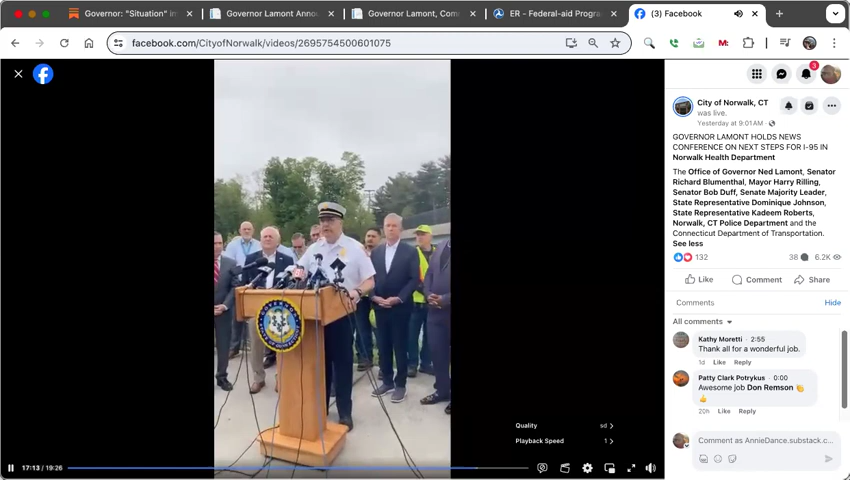 Governor: "Situation" in
Governor Lamont Annou
Governor Lamont, Com
ER - Federal-aid Progra
(3) Facebook
facebook.com/CityofNorwalk/videos/2695754500601075
3
City of Norwalk, CT
was live.
Yesterday at 9:01AM
GOVERNOR LAMONT HOLDS NEWS
CONFERENCE ON NEXT STEPS FOR I-95 IN
Norwalk Health Department
The Office of Governor Ned Lamont, Senator
Richard Blumenthal, Mayor Harry Rilling,
Senator Bob Duff, Senate Majority Leader,
State Representative Dominique Johnson,
State Representative Kadeem Roberts,
Norwalk, CT Police Department and the
Connecticut Department of Transportation.
See less
132
38
6.2K
Like
Comment
Share
Comments
Hide
All comments
Kathy Moretti · 2:55
Thank all for a wonderful job.
1d Like Reply
Patty Clark Potrykus · 0:00
Awesome job Don Remson 👏
👍
20h Like Reply
Comment as AnnieDance.substack.c...
Quality sd
Playback Speed 1
17:13 / 19:26